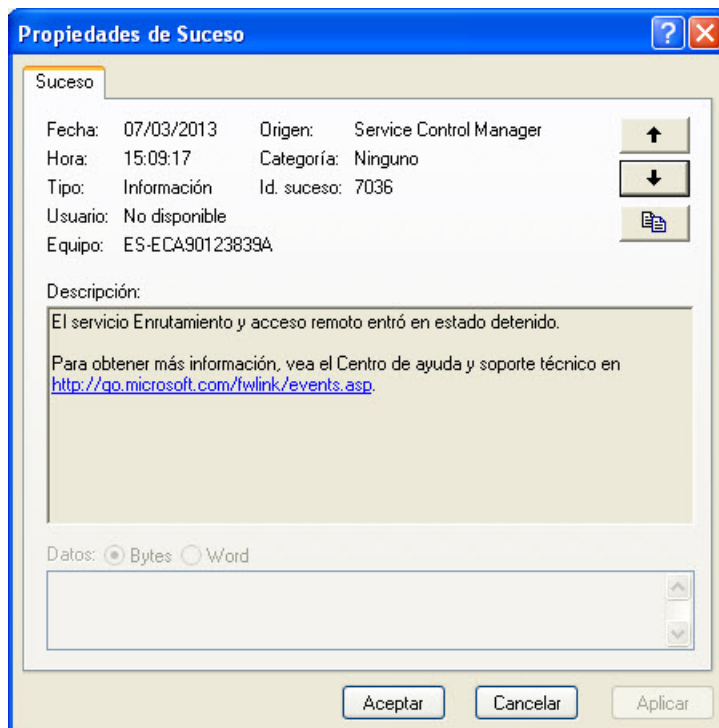 Propiedades de Suceso
Suceso
Fecha: 07/03/2013 Origen: Service Control Manager
Hora: 15:09:17 Categoría: Ninguno
Tipo: Información Id. suceso: 7036
Usuario: No disponible
Equipo: ES-ECA90123839A
Descripción:
El servicio Enrutamiento y acceso remoto entró en estado detenido.
Para obtener más información, vea el Centro de ayuda y soporte técnico en
http://go.microsoft.com/fwlink/events.asp.
Datos: Bytes Word
Aceptar Cancelar Aplicar